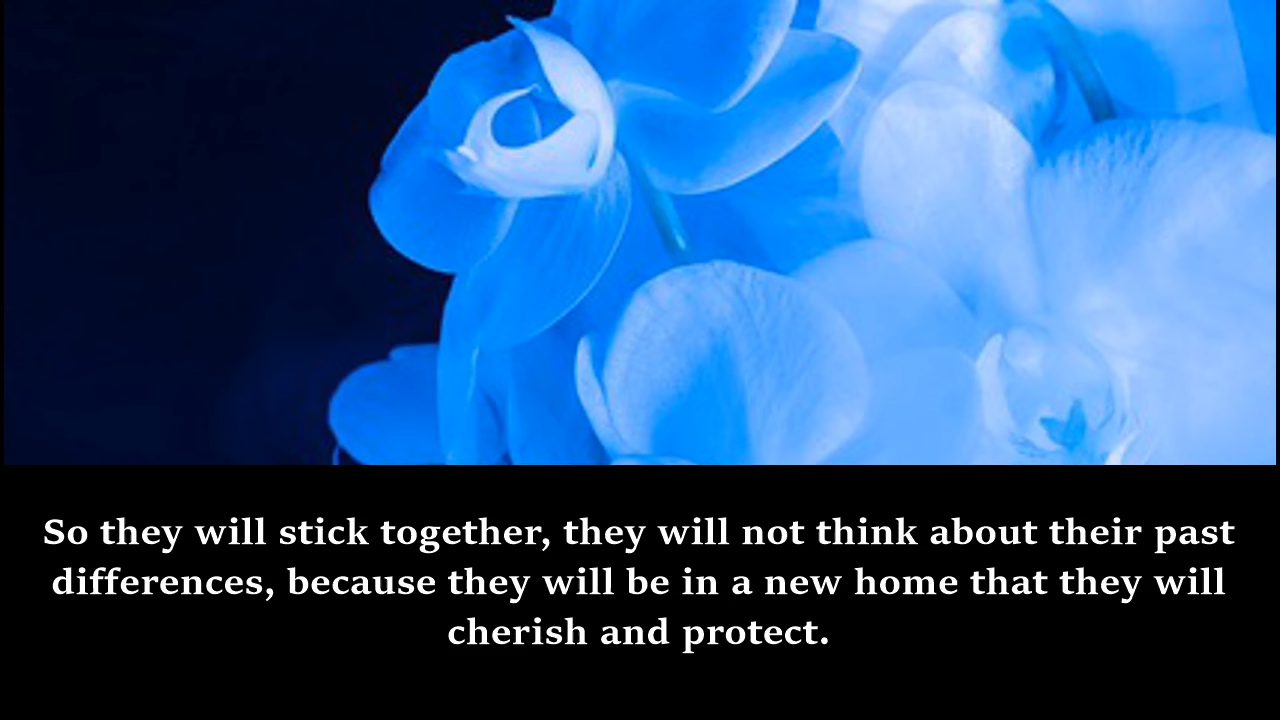 So they will stick together, they will not think about their past
differences, because they will be in a new home that they will
cherish and protect.